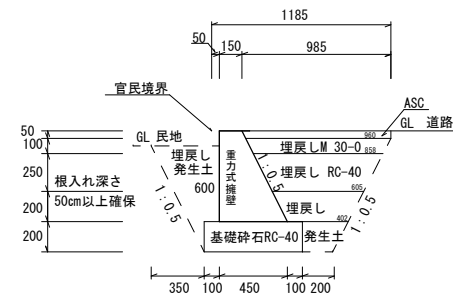 1185
50
150
985
官民境界
ASC
50
GL 民地
960
GL 道路
100
埋戻し
発生土
埋戻しM 30-0
858
250
重力式擁壁
1:0.5
埋戻し RC-40
600
根入れ深さ
50cm以上確保
1:0.5
605
1:0.5
200
埋戻し
402
200
基礎砕石RC-40
発生土
350
100
450
100
200